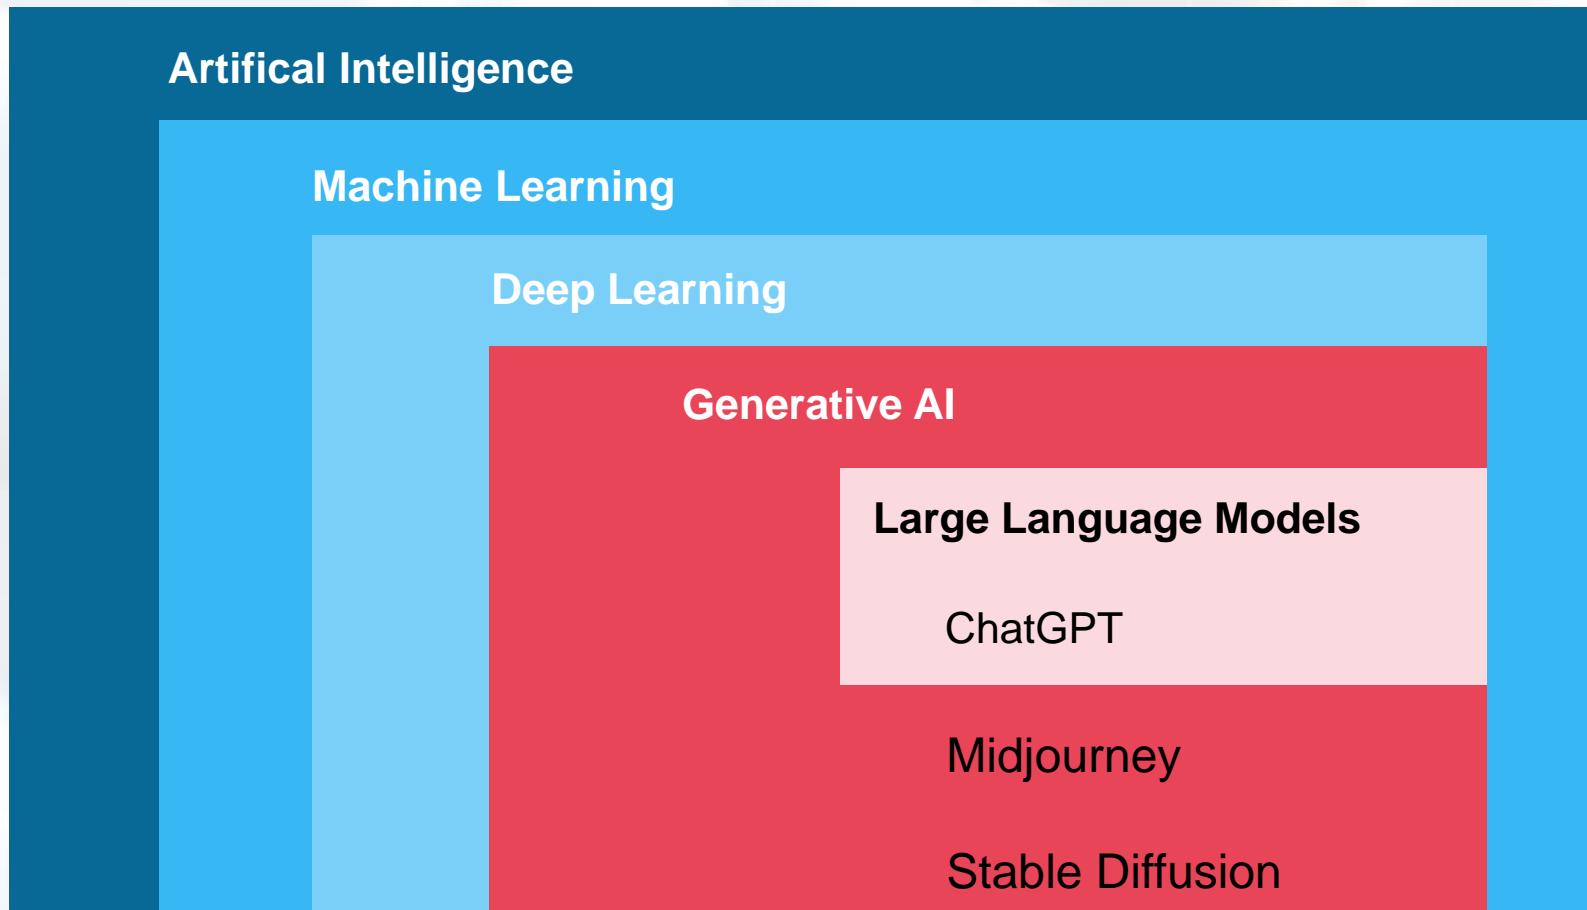 Artifical Intelligence
Machine Learning
Deep Learning
Generative AI
Large Language Models
ChatGPT
Midjourney
Stable Diffusion